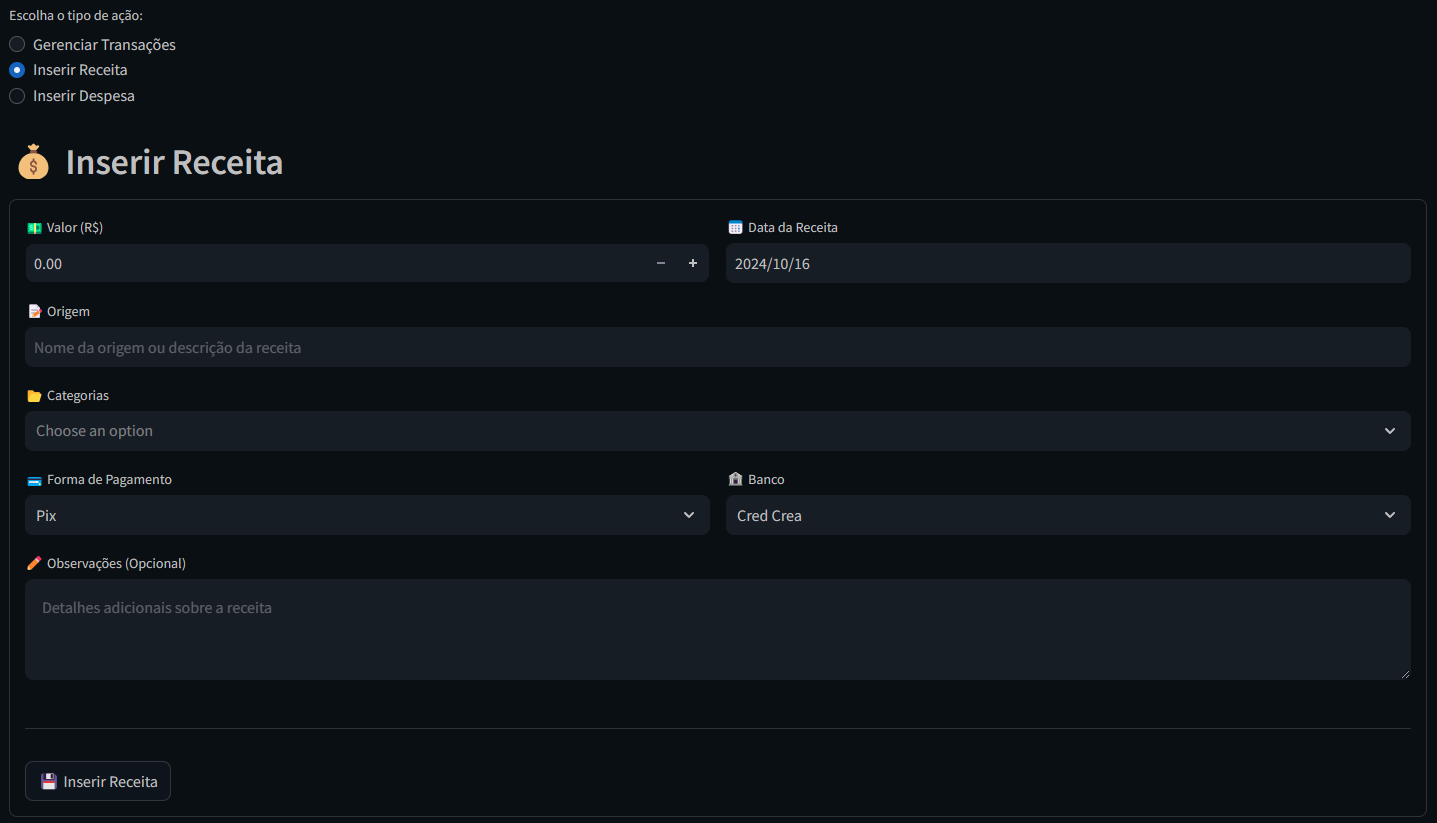 Escolha o tipo de ação:
Gerenciar Transações
Inserir Receita
Inserir Despesa
Inserir Receita
Valor (R$)
Data da Receita
0.00
2024/10/16
Origem
Nome da origem ou descrição da receita
Categorias
Choose an option
Forma de Pagamento
Banco
Pix
Cred Crea
Observações (Opcional)
Detalhes adicionais sobre a receita
Inserir Receita